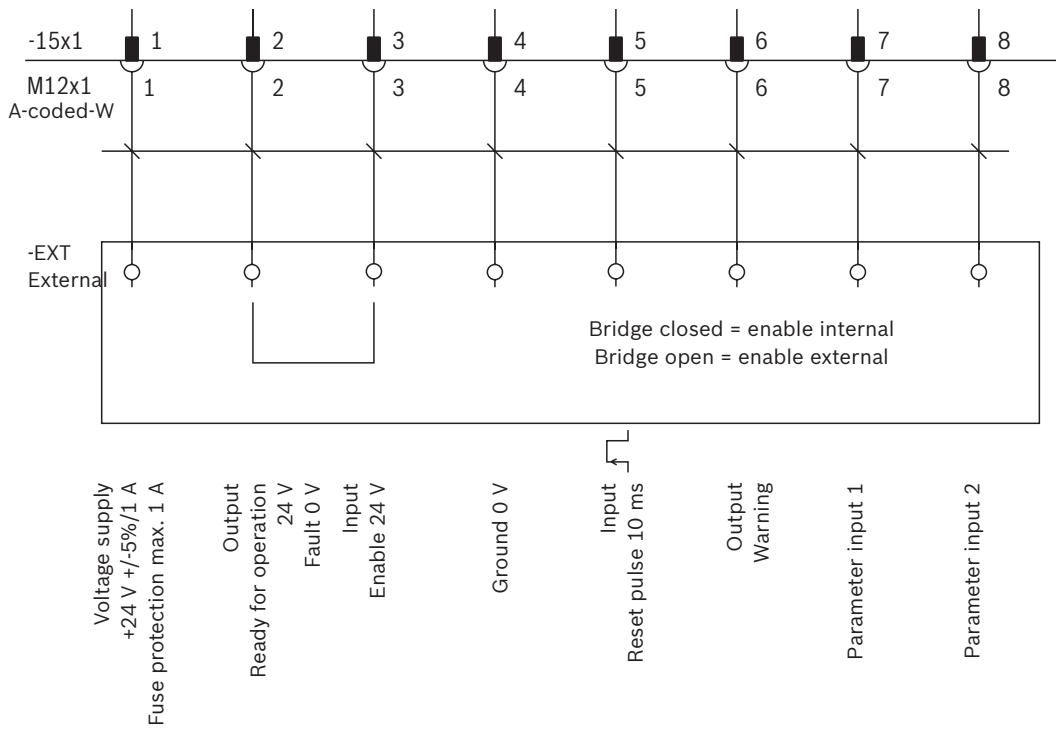 -15x1 1 2 3 4 5 6 7 8
M12x1 1 2 3 4 5 6 7 8
A-coded-W
-EXT
External
Bridge closed = enable internal
Bridge open = enable external
Voltage supply
+24 V +/-5%/1 A
Fuse protection max. 1 A
Output
Ready for operation
24 V
Fault 0 V
Input
Enable 24 V
Ground 0 V
Input
Reset pulse 10 ms
Output
Warning
Parameter input 1
Parameter input 2